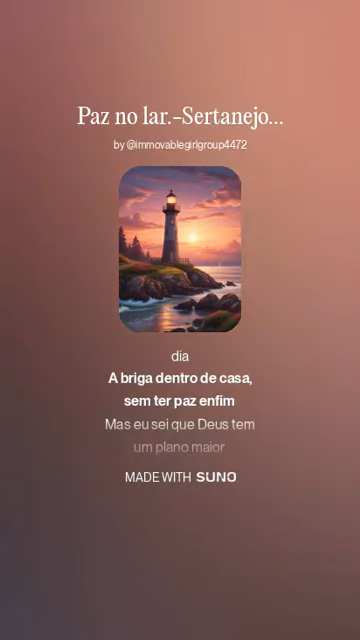 Paz no lar.-Sertanejo...
by @immovablegirlgroup4472
dia
A briga dentro de casa,
sem ter paz enfim
Mas eu sei que Deus tem
um plano maior
MADE WITH SUNO